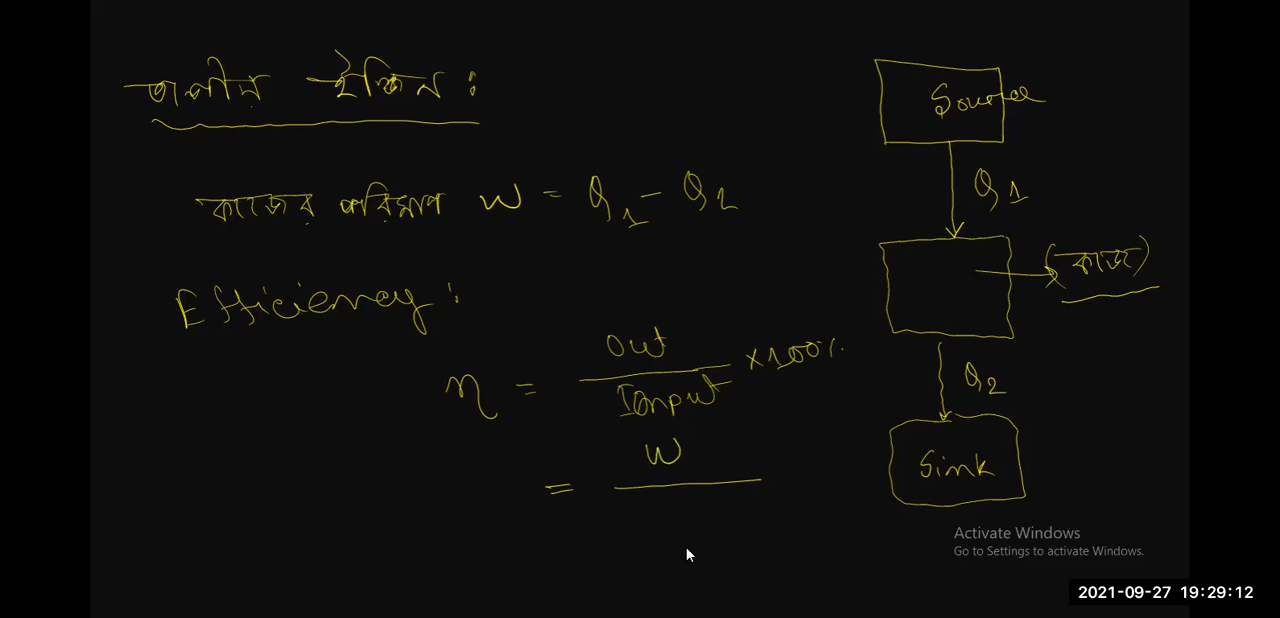 তাপীয় ইঞ্জিন :
কাজের পরিমাপ W = Q1 - Q2
Efficiency :
η = Out / Input ×100%
= W
Source
Q1
(কাজ)
Q2
Sink
Activate Windows
Go to Settings to activate Windows.
2021-09-27 19:29:12